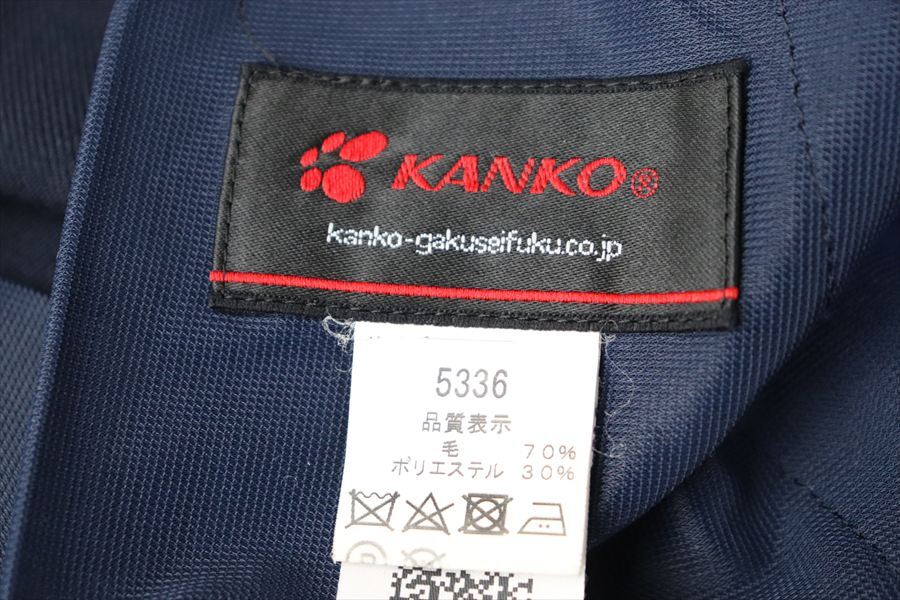 KANKO®
kanko-gakuseifuku.co.jp
5336
品質表示
毛 70%
ポリエステル 30%
P